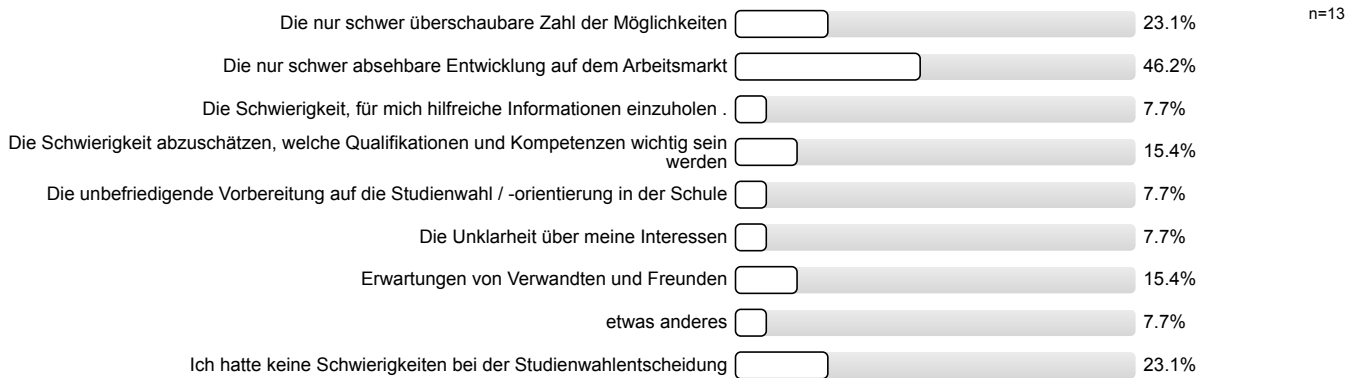 Die nur schwer überschaubare Zahl der Möglichkeiten 23.1% n=13
Die nur schwer absehbare Entwicklung auf dem Arbeitsmarkt 46.2%
Die Schwierigkeit, für mich hilfreiche Informationen einzuholen . 7.7%
Die Schwierigkeit abzuschätzen, welche Qualifikationen und Kompetenzen wichtig sein
werden 15.4%
Die unbefriedigende Vorbereitung auf die Studienwahl / -orientierung in der Schule 7.7%
Die Unklarheit über meine Interessen 7.7%
Erwartungen von Verwandten und Freunden 15.4%
etwas anderes 7.7%
Ich hatte keine Schwierigkeiten bei der Studienwahlentscheidung 23.1%